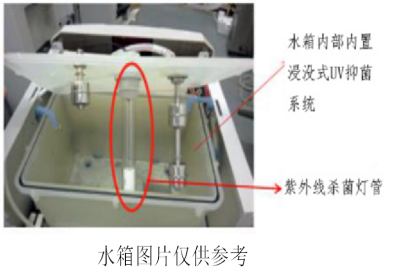 水箱内部内置
浸没式UV抑菌
系统
紫外线杀菌灯管
水箱图片仅供参考